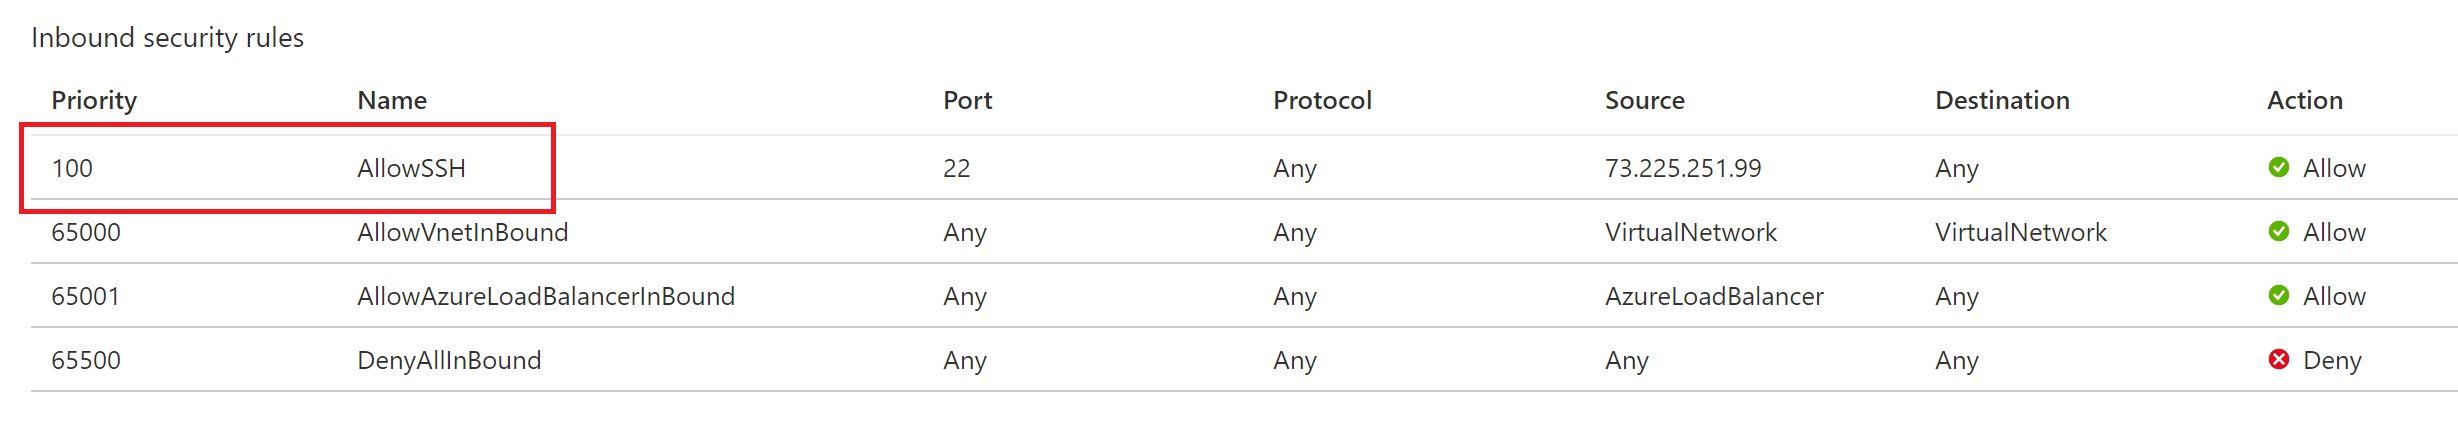 Inbound security rules
Priority Name Port Protocol Source Destination Action
100 AllowSSH 22 Any 73.225.251.99 Any Allow
65000 AllowVnetInBound Any Any VirtualNetwork VirtualNetwork Allow
65001 AllowAzureLoadBalancerInBound Any Any AzureLoadBalancer Any Allow
65500 DenyAllInBound Any Any Any Any Deny